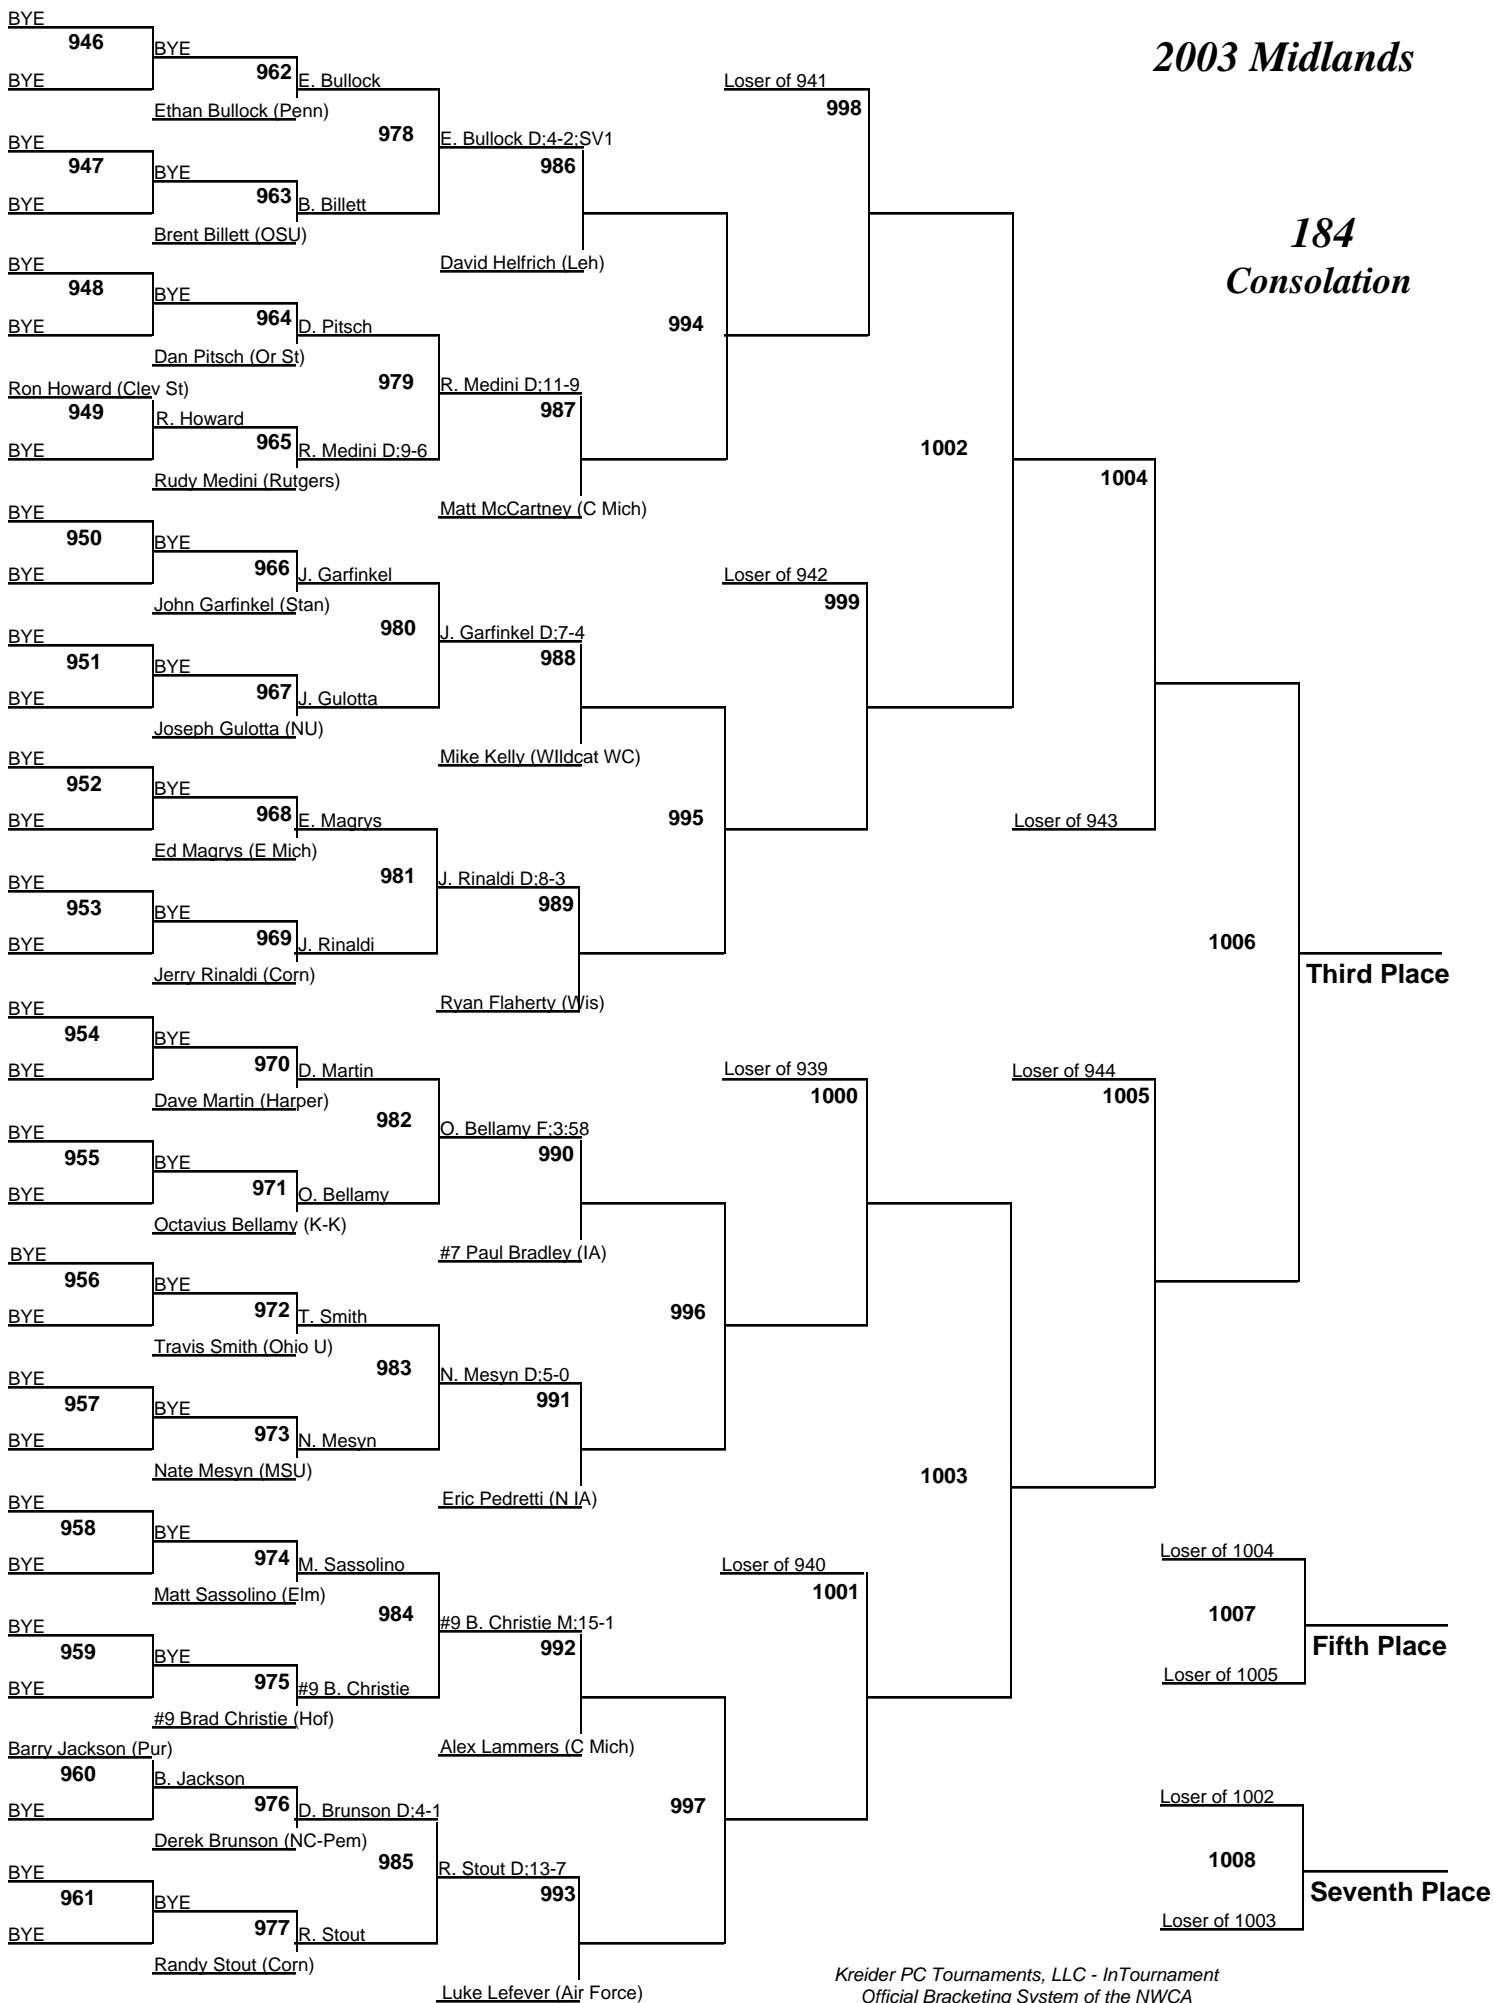 BYE
946
BYE
BYE
962
E. Bullock
Ethan Bullock (Penn)
978
BYE
947
BYE
BYE
963
B. Billett
Brent Billett (OSU)
E. Bullock D;4-2;SV1
986
David Helfrich (Leh)
BYE
948
BYE
BYE
964
D. Pitsch
Dan Pitsch (Or St)
979
Ron Howard (Clev St)
949
BYE
R. Howard
965
R. Medini D;9-6
Rudy Medini (Rutgers)
R. Medini D;11-9
987
Matt McCartney (C Mich)
994
Loser of 941
998
2003 Midlands
184
Consolation
BYE
950
BYE
BYE
966
J. Garfinkel
John Garfinkel (Stan)
980
BYE
951
BYE
BYE
967
J. Gulotta
Joseph Gulotta (NU)
J. Garfinkel D;7-4
988
Mike Kelly (WIldcat WC)
BYE
952
BYE
BYE
968
E. Magrys
Ed Magrys (E Mich)
981
BYE
953
BYE
BYE
969
J. Rinaldi
Jerry Rinaldi (Corn)
J. Rinaldi D;8-3
989
Ryan Flaherty (Wis)
995
Loser of 942
999
1002
1004
Loser of 943
1006
Third Place
BYE
954
BYE
BYE
970
D. Martin
Dave Martin (Harper)
982
BYE
955
BYE
BYE
971
O. Bellamy
Octavius Bellamy (K-K)
O. Bellamy F;3:58
990
#7 Paul Bradley (IA)
BYE
956
BYE
BYE
972
T. Smith
Travis Smith (Ohio U)
983
BYE
957
BYE
BYE
973
N. Mesyn
Nate Mesyn (MSU)
N. Mesyn D;5-0
991
Eric Pedretti (N IA)
996
Loser of 939
1000
Loser of 944
1005
1003
BYE
958
BYE
BYE
974
M. Sassolino
Matt Sassolino (Elm)
984
BYE
959
BYE
BYE
975
#9 B. Christie
#9 Brad Christie (Hof)
#9 B. Christie M;15-1
992
Alex Lammers (C Mich)
Barry Jackson (Pur)
960
BYE
B. Jackson
976
D. Brunson D;4-1
Derek Brunson (NC-Pem)
985
BYE
961
BYE
BYE
977
R. Stout
Randy Stout (Corn)
R. Stout D;13-7
993
Luke Lefever (Air Force)
997
Loser of 940
1001
Loser of 1004
1007
Loser of 1005
Fifth Place
Loser of 1002
1008
Loser of 1003
Seventh Place
Kreider PC Tournaments, LLC - InTournament
Official Bracketing System of the NWCA